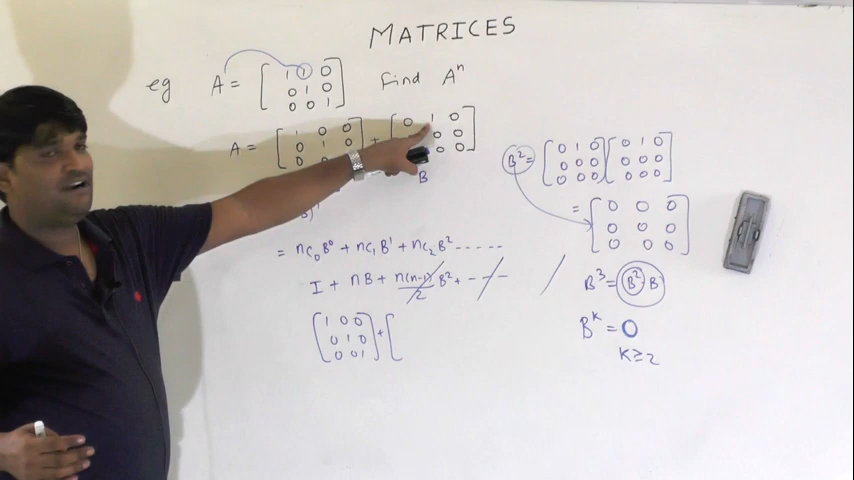 MATRICES
eg A = [ 1 1 0 Find Aⁿ
0 1 0
0 0 1 ]
A = [ 1 0 0 + [ 0 1 0
0 1 0 0 0
0 0 0 ]
B
B)
= nC₀B⁰ + nC₁B¹ + nC₂B² ......
I + nB + n(n-1)/2 B² + - - -
[ 1 0 0 + [
0 1 0
0 0 1 ]
B² = [ 0 1 0 [ 0 1 0
0 0 0 0 0 0
0 0 0 ] 0 0 0 ]
= [ 0 0 0
0 0 0
0 0 0 ]
B³ = B² B
Bᵏ = 0
K ≥ 2